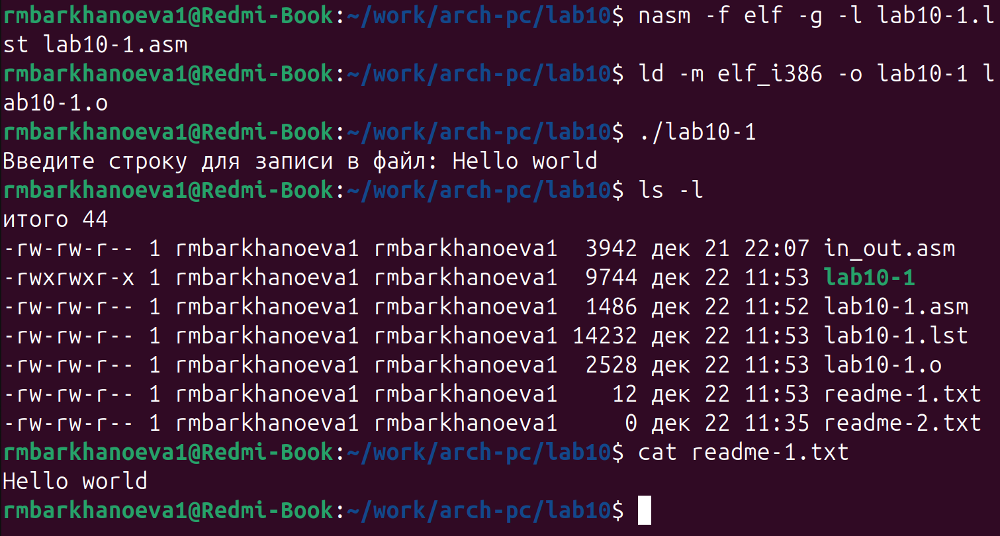 rmbarkhanoeva1@Redmi-Book:~/work/arch-pc/lab10$ nasm -f elf -g -l lab10-1.l
st lab10-1.asm
rmbarkhanoeva1@Redmi-Book:~/work/arch-pc/lab10$ ld -m elf_i386 -o lab10-1 l
ab10-1.o
rmbarkhanoeva1@Redmi-Book:~/work/arch-pc/lab10$ ./lab10-1
Введите строку для записи в файл: Hello world
rmbarkhanoeva1@Redmi-Book:~/work/arch-pc/lab10$ ls -l
итого 44
-rw-rw-r-- 1 rmbarkhanoeva1 rmbarkhanoeva1  3942 дек 21 22:07 in_out.asm
-rwxrwxr-x 1 rmbarkhanoeva1 rmbarkhanoeva1  9744 дек 22 11:53 lab10-1
-rw-rw-r-- 1 rmbarkhanoeva1 rmbarkhanoeva1  1486 дек 22 11:52 lab10-1.asm
-rw-rw-r-- 1 rmbarkhanoeva1 rmbarkhanoeva1 14232 дек 22 11:53 lab10-1.lst
-rw-rw-r-- 1 rmbarkhanoeva1 rmbarkhanoeva1  2528 дек 22 11:53 lab10-1.o
-rw-rw-r-- 1 rmbarkhanoeva1 rmbarkhanoeva1    12 дек 22 11:53 readme-1.txt
-rw-rw-r-- 1 rmbarkhanoeva1 rmbarkhanoeva1     0 дек 22 11:35 readme-2.txt
rmbarkhanoeva1@Redmi-Book:~/work/arch-pc/lab10$ cat readme-1.txt
Hello world
rmbarkhanoeva1@Redmi-Book:~/work/arch-pc/lab10$